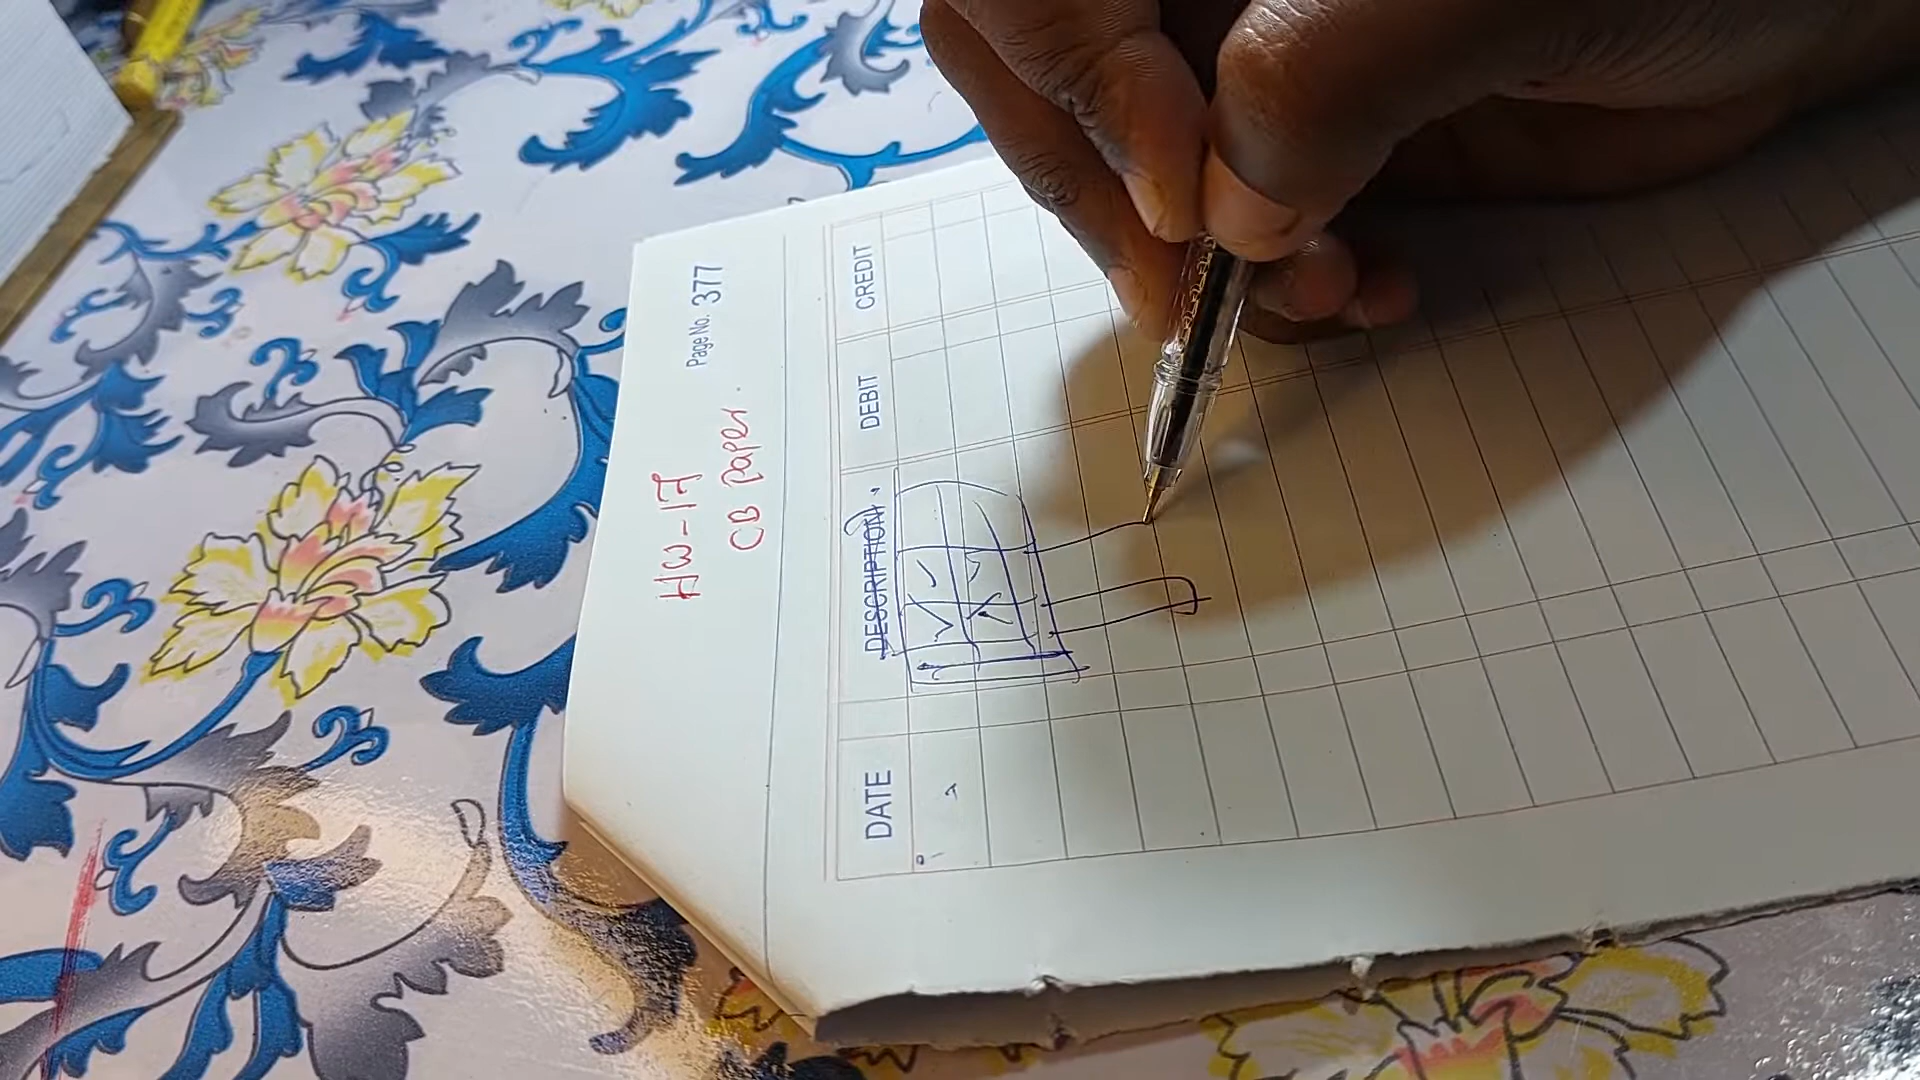 HW-17
CB paper.
Page No. 377
DATE DESCRIPTION DEBIT CREDIT